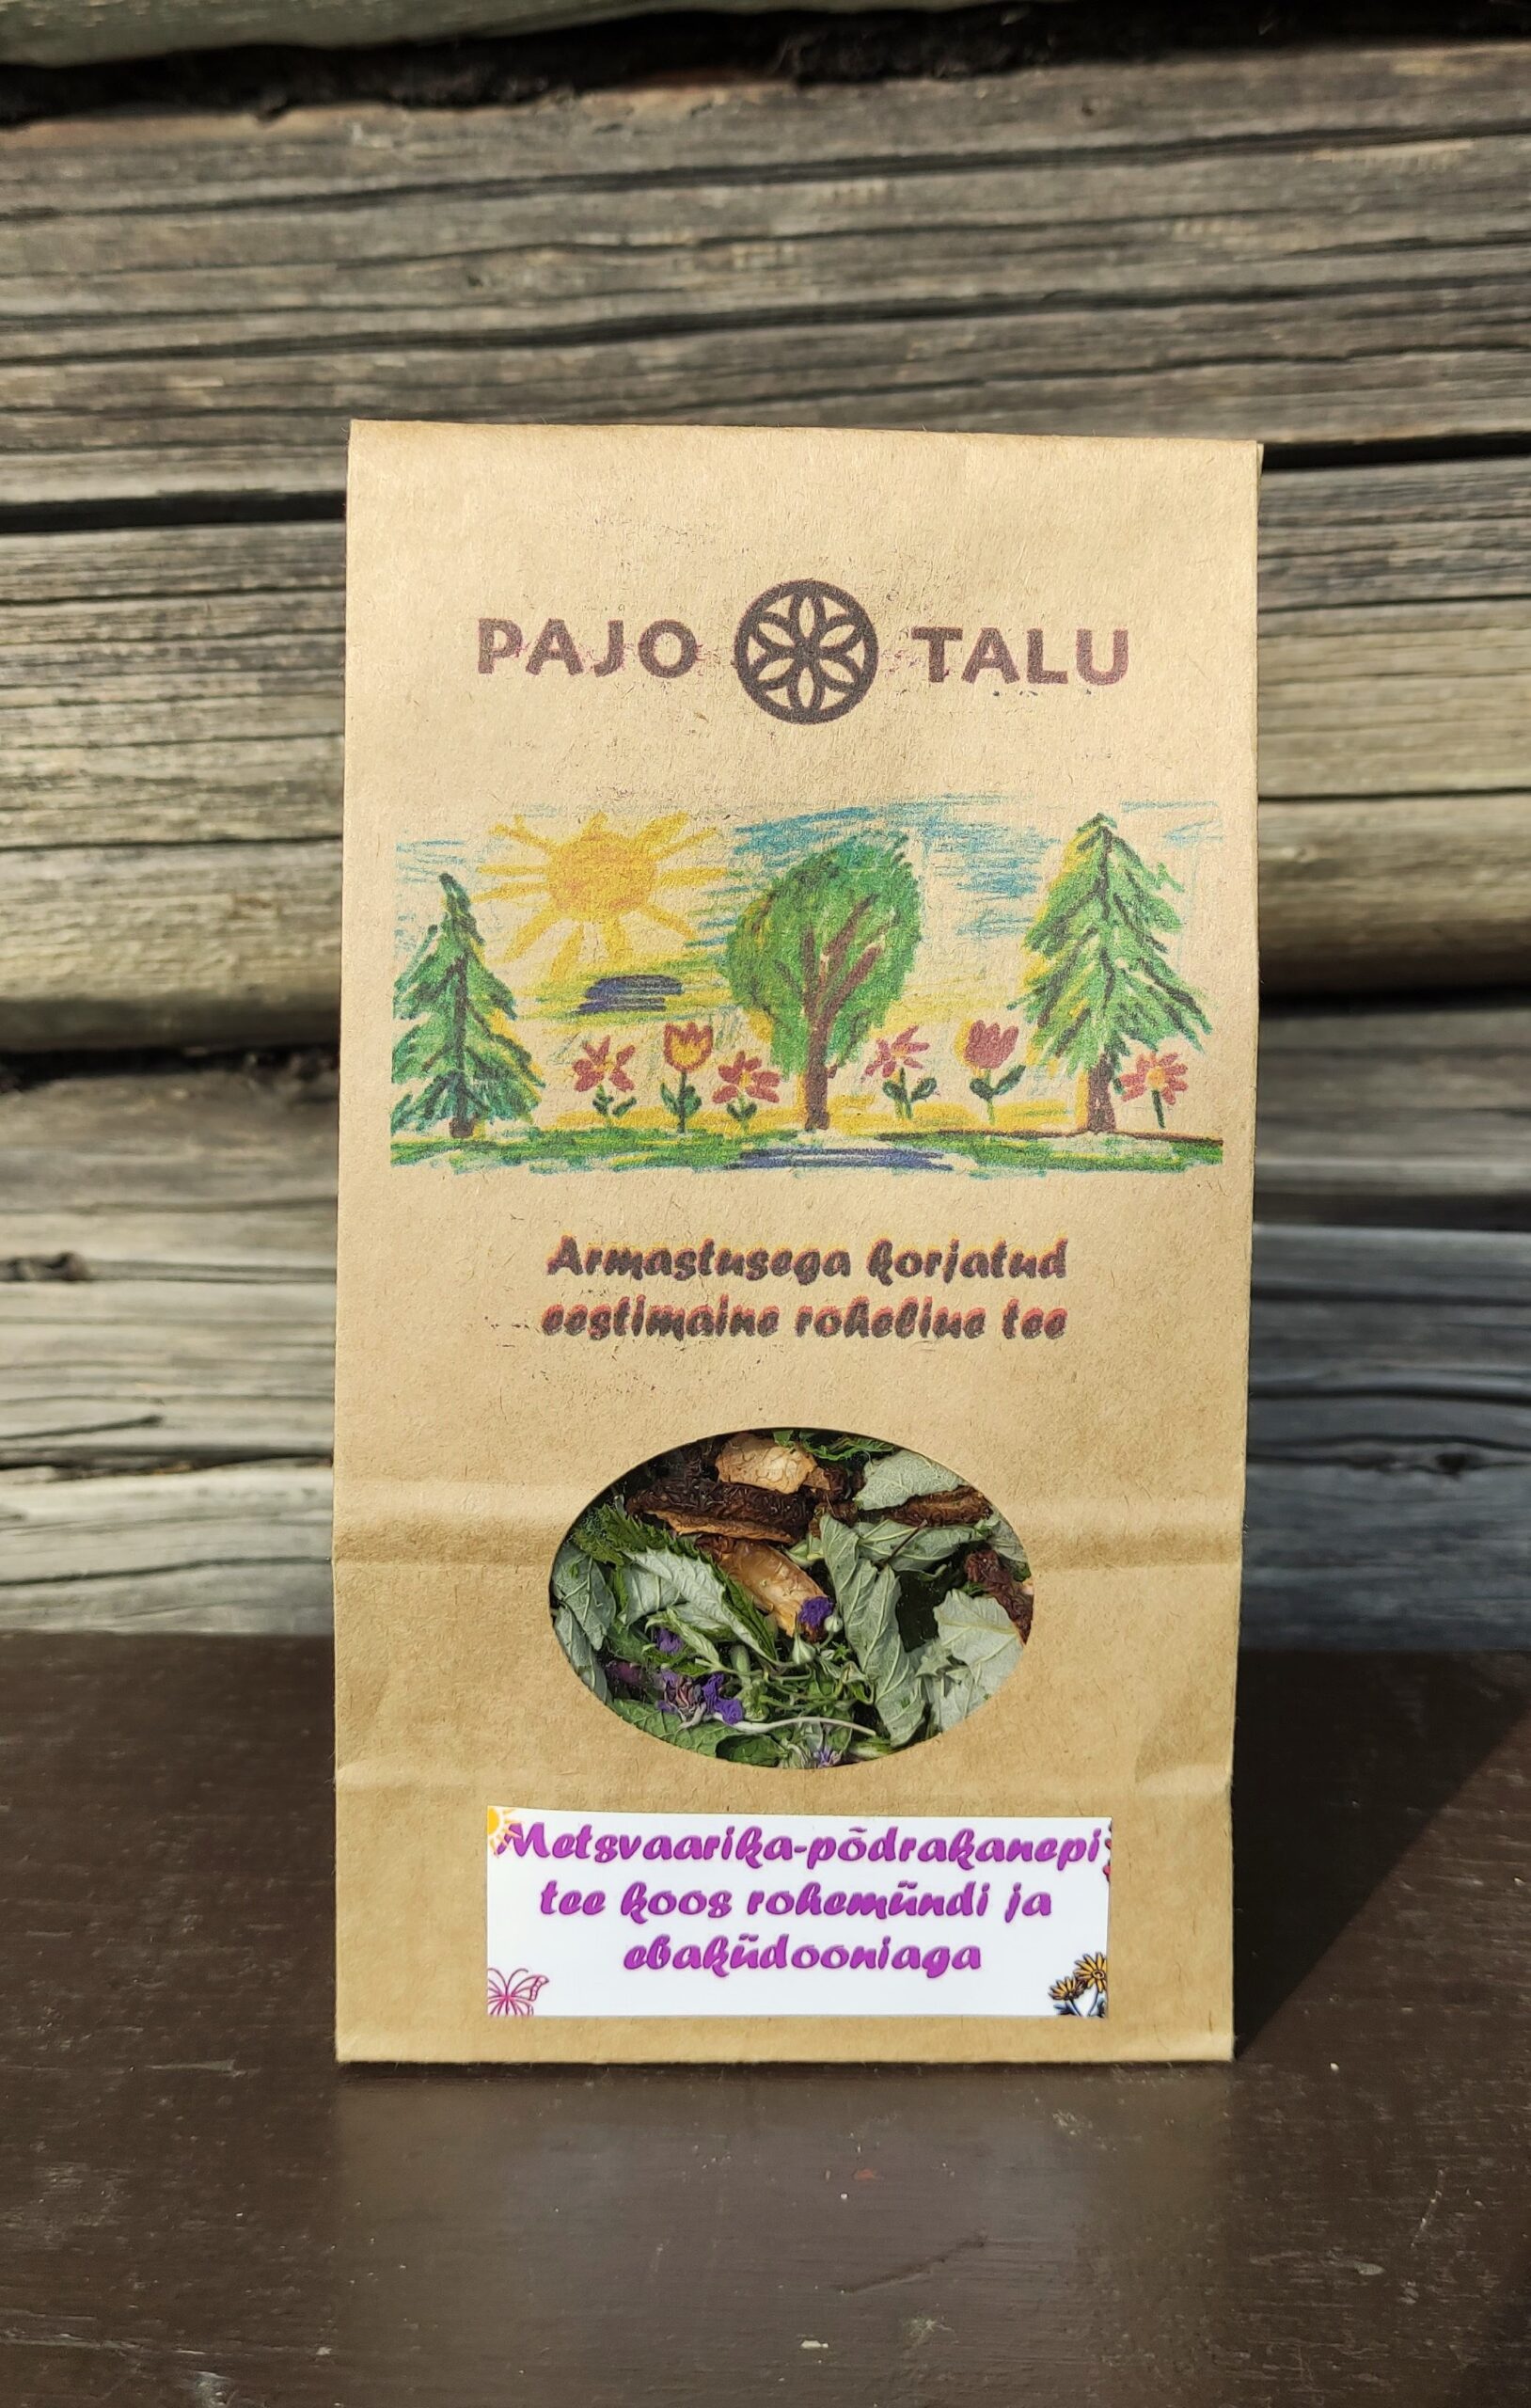 PAJO TALU
Armastusega korjatud
eestimaine roheline tee
Metsvaarika-põdrakanepi
tee koos rohemündi ja
ebaküdooniaga